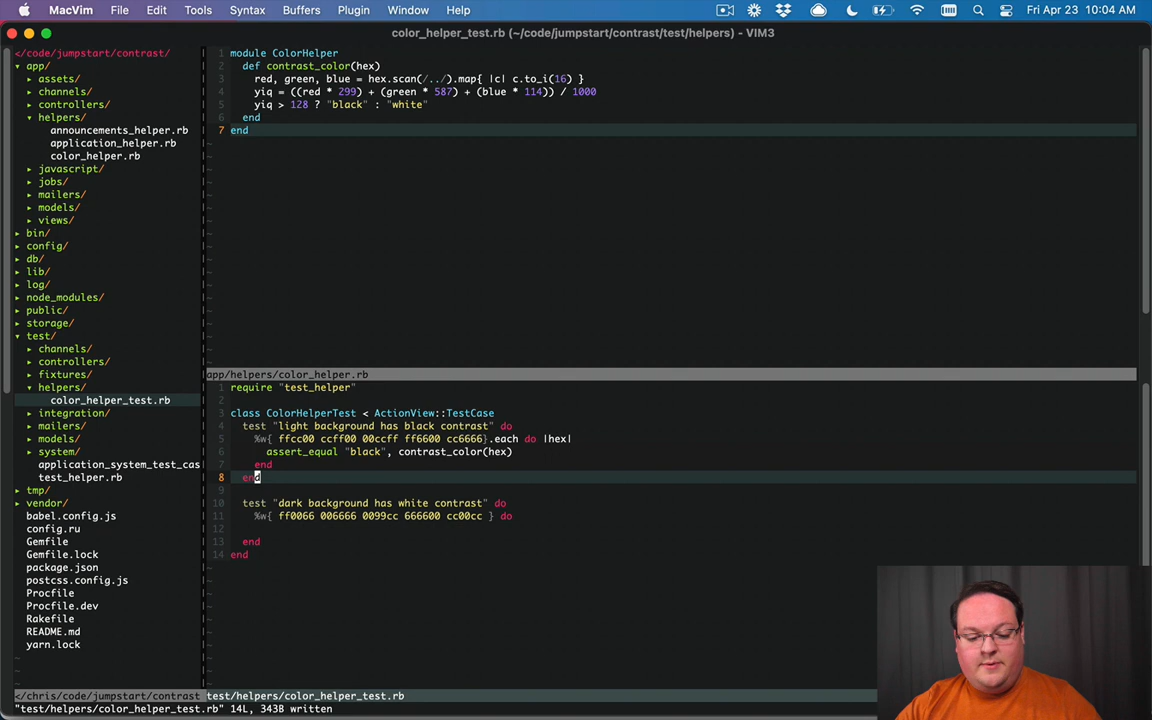 MacVim File Edit Tools Syntax Buffers Plugin Window Help Fri Apr 23 10:04 AM
color_helper_test.rb (~/code/jumpstart/contrast/test/helpers) - VIM3
</code/jumpstart/contrast/
▾ app/
▸ assets/
▸ channels/
▸ controllers/
▾ helpers/
announcements_helper.rb
application_helper.rb
color_helper.rb
▸ javascript/
▸ jobs/
▸ mailers/
▸ models/
▸ views/
▸ bin/
▸ config/
▸ db/
▸ lib/
▸ log/
▸ node_modules/
▸ public/
▸ storage/
▾ test/
▸ channels/
▸ controllers/
▸ fixtures/
▾ helpers/
color_helper_test.rb
▸ integration/
▸ mailers/
▸ models/
▸ system/
application_system_test_cas
test_helper.rb
▸ tmp/
▸ vendor/
babel.config.js
config.ru
Gemfile
Gemfile.lock
package.json
postcss.config.js
Procfile
Procfile.dev
Rakefile
README.md
yarn.lock
~
~
</chris/code/jumpstart/contrast
1 module ColorHelper
2 def contrast_color(hex)
3 red, green, blue = hex.scan(/../).map{ |c| c.to_i(16) }
4 yiq = ((red * 299) + (green * 587) + (blue * 114)) / 1000
5 yiq > 128 ? "black" : "white"
6 end
7 end
app/helpers/color_helper.rb
1 require "test_helper"
2
3 class ColorHelperTest < ActionView::TestCase
4 test "light background has black contrast" do
5 %w{ ffcc00 ccff00 00ccff ff6600 cc6666}.each do |hex|
6 assert_equal "black", contrast_color(hex)
7 end
8 end
9
10 test "dark background has white contrast" do
11 %w{ ff0066 006666 0099cc 666600 cc00cc } do
12
13 end
14 end
test/helpers/color_helper_test.rb
"test/helpers/color_helper_test.rb" 14L, 343B written